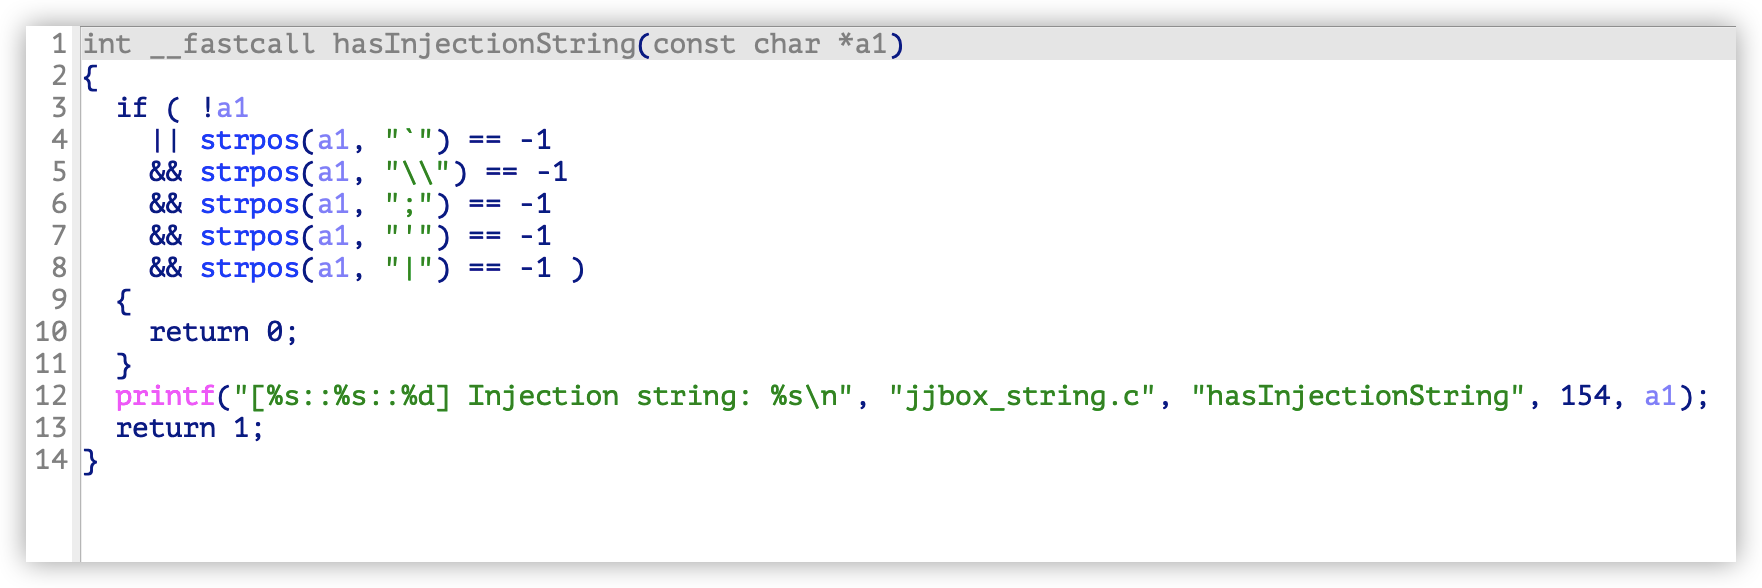 1 int __fastcall hasInjectionString(const char *a1)
2 {
3   if ( !a1
4     || strpos(a1, "`") == -1
5     && strpos(a1, "\\") == -1
6     && strpos(a1, ";") == -1
7     && strpos(a1, "'") == -1
8     && strpos(a1, "|") == -1 )
9   {
10     return 0;
11   }
12   printf("[%s::%s::%d] Injection string: %s\n", "jjbox_string.c", "hasInjectionString", 154, a1);
13   return 1;
14 }